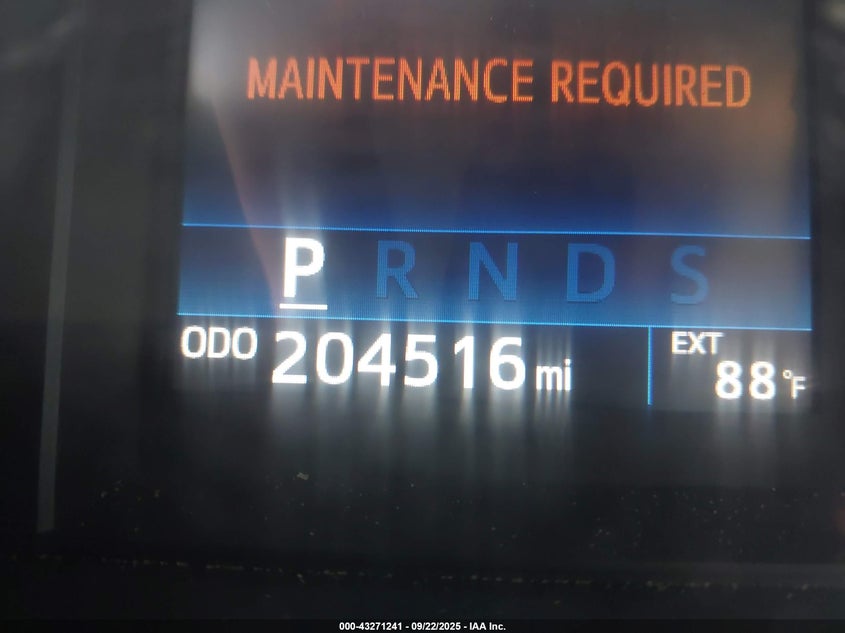 MAINTENANCE REQUIRED
P R N D S
ODO 204516 mi
EXT
88°F
000-43271241 - 09/22/2025 - IAA Inc.